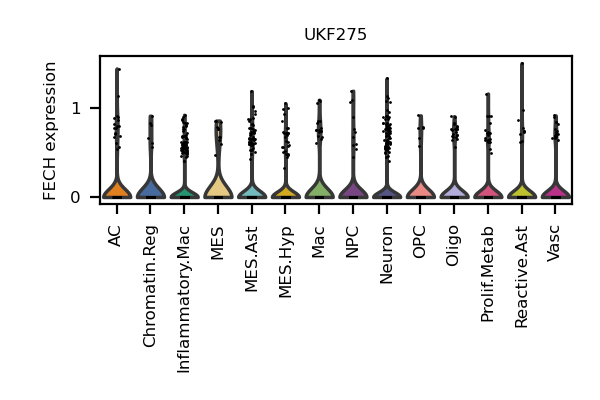 UKF275
FECH expression
1
0
AC
Chromatin.Reg
Inflammatory.Mac
MES
MES.Ast
MES.Hyp
Mac
NPC
Neuron
OPC
Oligo
Prolif.Metab
Reactive.Ast
Vasc